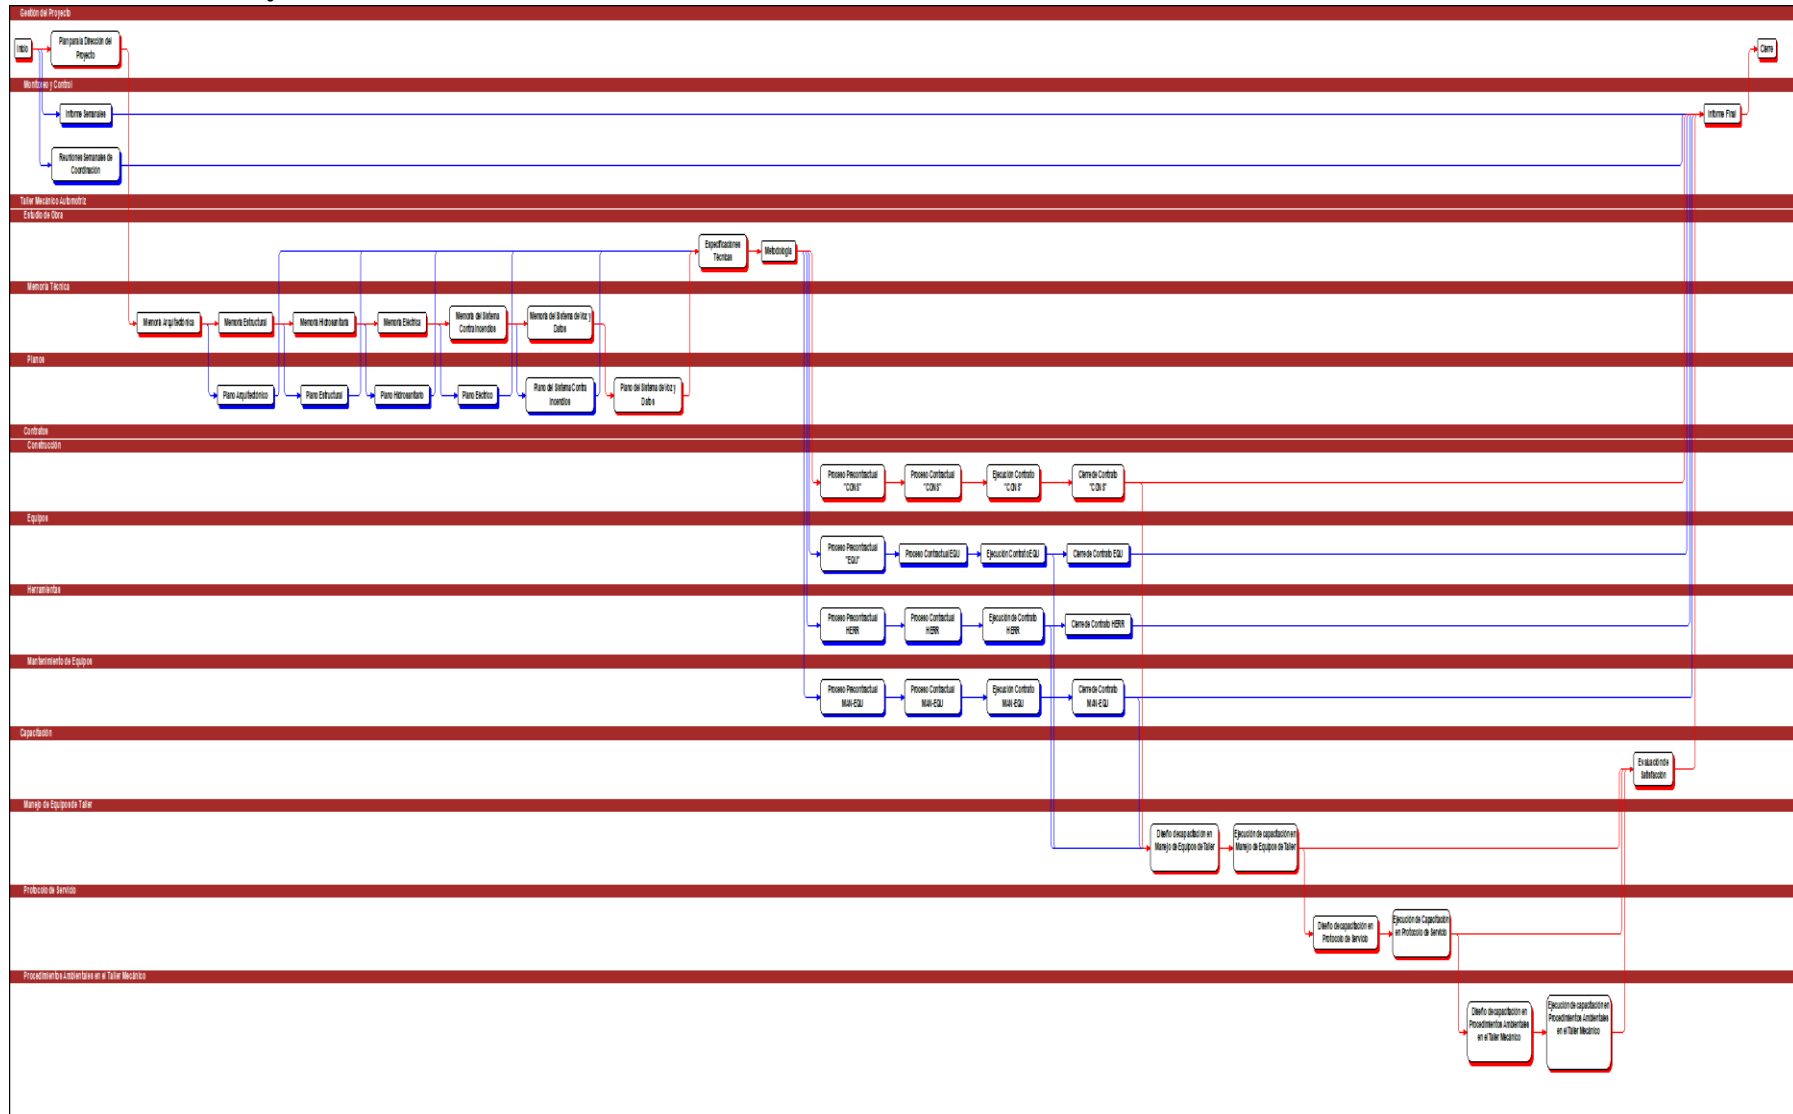 Gestión del Proyecto
Inicio
Plan para la Dirección del
Proyecto
Cierre
Monitoreo y Control
Informe Semanales
Informe Final
Reuniones Semanales de
Coordinación
Taller Mecánico Automotriz
Estudio de Obra
Especificaciones
Técnicas
Metodología
Memoria Técnica
Memoria Arquitectónica
Memoria Estructural
Memoria Hidrosanitaria
Memoria Eléctrica
Memoria del Sistema
Contra Incendios
Memoria del Sistema de Voz y
Datos
Planos
Plano Arquitectónico
Plano Estructural
Plano Hidrosanitario
Plano Eléctrico
Plano del Sistema Contra
Incendios
Plano del Sistema de Voz y
Datos
Contratos
Construcción
Proceso Precontractual
"CONS"
Proceso Contractual
"CONS"
Ejecución Contrato
"CONS"
Cierre de Contrato
"CONS"
Equipos
Proceso Precontractual
"EQU"
Proceso Contractual EQU
Ejecución Contrato EQU
Cierre de Contrato EQU
Herramientas
Proceso Precontractual
HERR
Proceso Contractual
HERR
Ejecución de Contrato
HERR
Cierre de Contrato HERR
Mantenimiento de Equipos
Proceso Precontractual
MAN-EQU
Proceso Contractual
MAN-EQU
Ejecución Contrato
MAN-EQU
Cierre de Contrato
MAN-EQU
Capacitación
Evaluación de
Satisfacción
Manejo de Equipos de Taller
Diseño de capacitación en
Manejo de Equipos de Taller
Ejecución de capacitación en
Manejo de Equipos de Taller
Protocolo de Servicio
Diseño de capacitación en
Protocolo de Servicio
Ejecución de Capacitación
en Protocolo de Servicio
Procedimientos Ambientales en el Taller Mecánico
Diseño de capacitación en
Procedimientos Ambientales
en el Taller Mecánico
Ejecución de capacitación en
Procedimientos Ambientales
en el Taller Mecánico